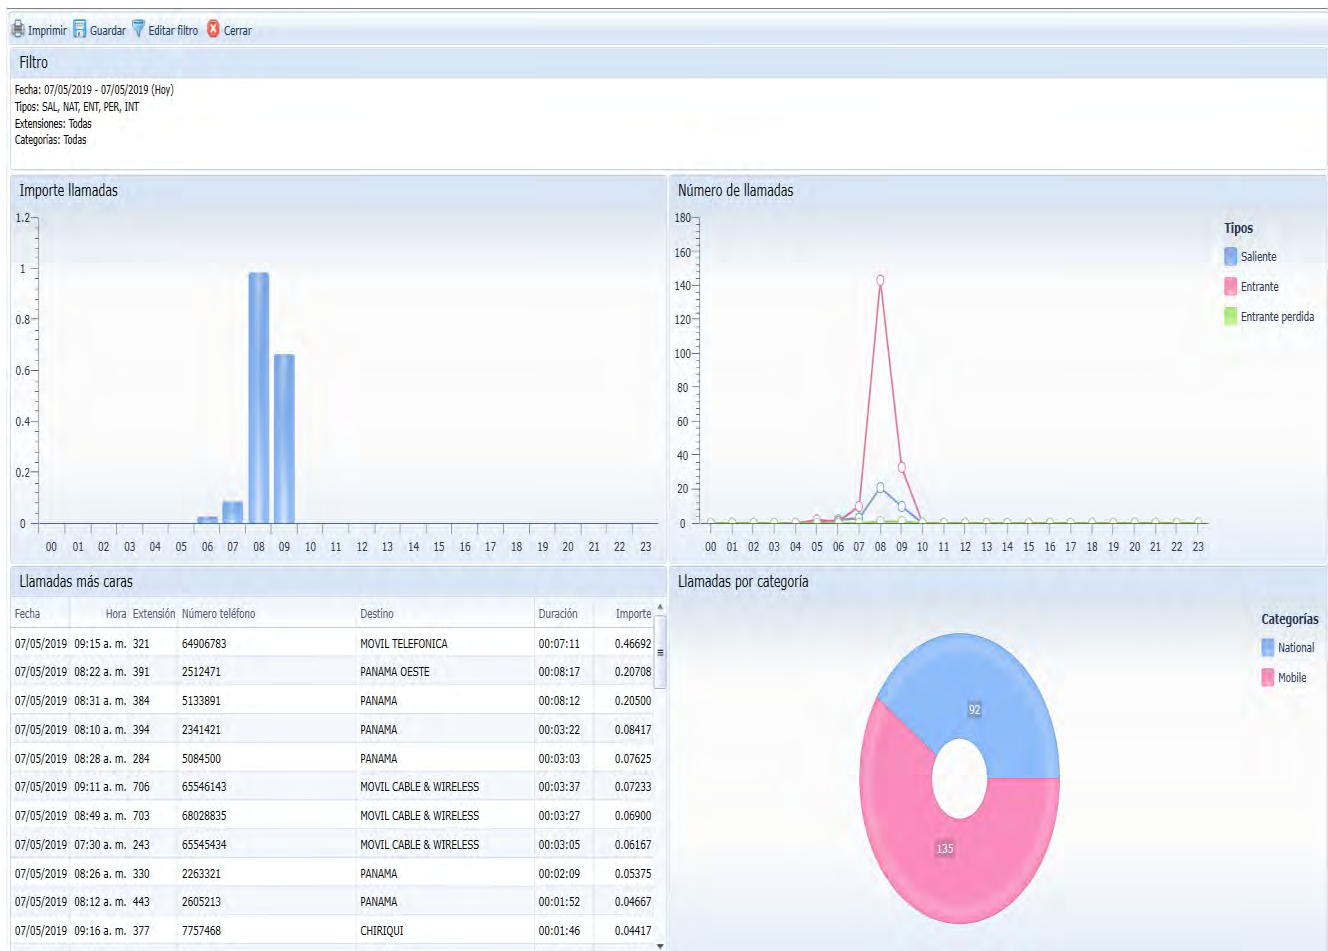 Imprimir Guardar Editar filtro Cerrar
Filtro
Fecha: 07/05/2019 - 07/05/2019 (Hoy)
Tipos: SAL, NAT, ENT, PER, INT
Extensiones: Todas
Categorías: Todas
Importe llamadas
1.2
1
0.8
0.6
0.4
0.2
0
00 01 02 03 04 05 06 07 08 09 10 11 12 13 14 15 16 17 18 19 20 21 22 23
Número de llamadas
180
160
140
120
100
80
60
40
20
0
00 01 02 03 04 05 06 07 08 09 10 11 12 13 14 15 16 17 18 19 20 21 22 23
Tipos
Saliente
Entrante
Entrante perdida
Llamadas más caras
Fecha Hora Extensión Número teléfono Destino Duración Importe
07/05/2019 09:15 a. m. 321 64906783 MOVIL TELEFONICA 00:07:11 0.46692
07/05/2019 08:22 a. m. 391 2512471 PANAMA OESTE 00:08:17 0.20708
07/05/2019 08:31 a. m. 384 5133891 PANAMA 00:08:12 0.20500
07/05/2019 08:10 a. m. 394 2341421 PANAMA 00:03:22 0.08417
07/05/2019 08:28 a. m. 284 5084500 PANAMA 00:03:03 0.07625
07/05/2019 09:11 a. m. 706 65546143 MOVIL CABLE & WIRELESS 00:03:37 0.07233
07/05/2019 08:49 a. m. 703 68028835 MOVIL CABLE & WIRELESS 00:03:27 0.06900
07/05/2019 07:30 a. m. 243 65545434 MOVIL CABLE & WIRELESS 00:03:05 0.06167
07/05/2019 08:26 a. m. 330 2263321 PANAMA 00:02:09 0.05375
07/05/2019 08:12 a. m. 443 2605213 PANAMA 00:01:52 0.04667
07/05/2019 09:16 a. m. 377 7757468 CHIRIQUI 00:01:46 0.04417
Llamadas por categoría
92
135
Categorías
National
Mobile